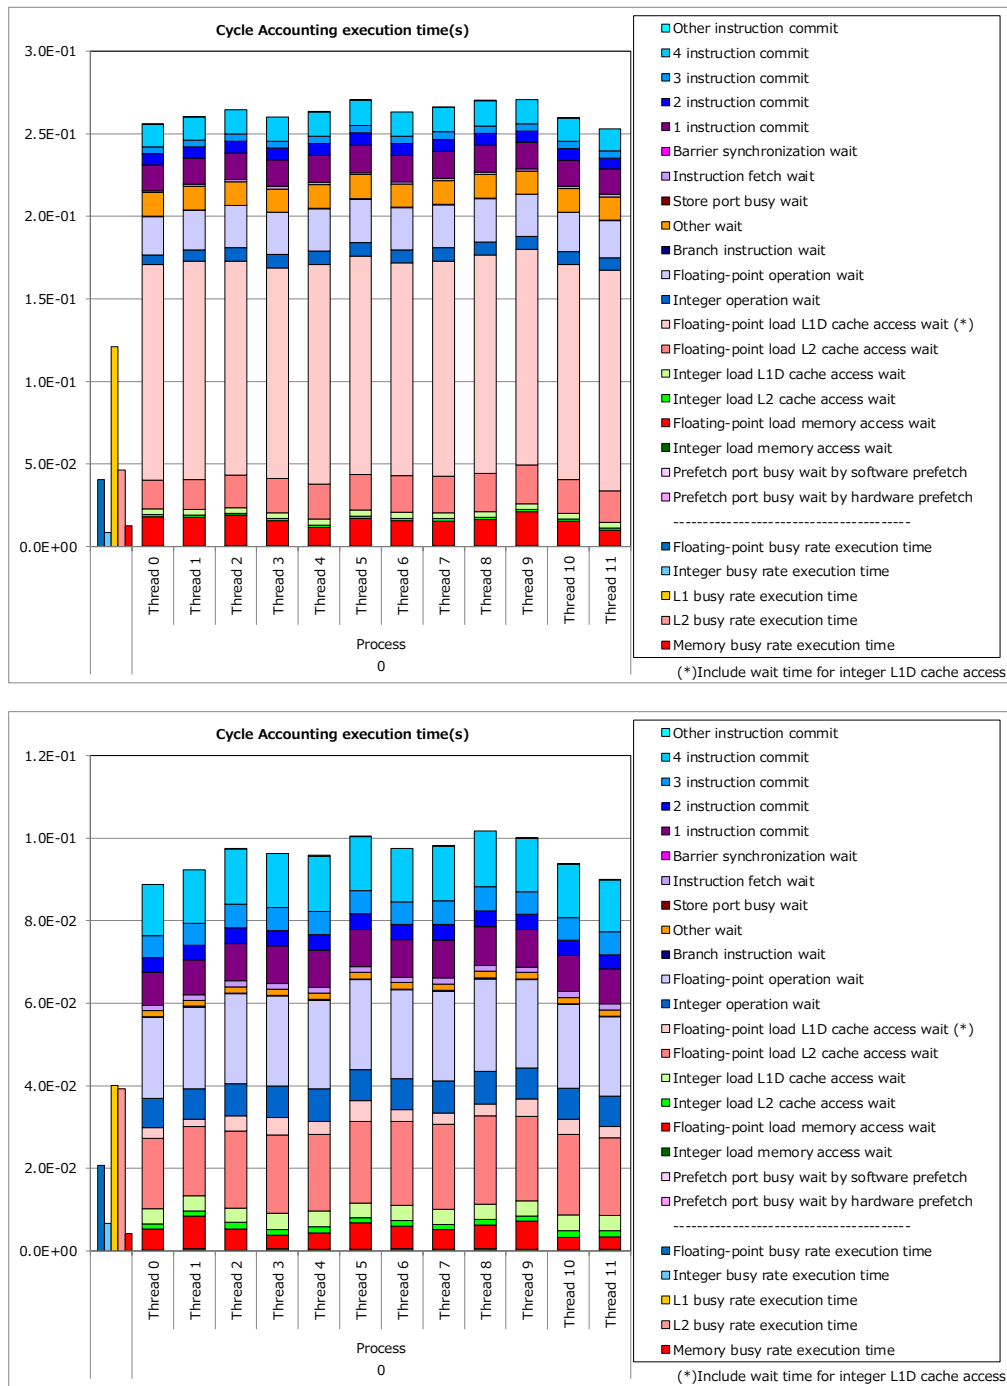 Cycle Accounting execution time(s)
3.0E-01
2.5E-01
2.0E-01
1.5E-01
1.0E-01
5.0E-02
0.0E+00
Thread 0
Thread 1
Thread 2
Thread 3
Thread 4
Thread 5
Thread 6
Thread 7
Thread 8
Thread 9
Thread 10
Thread 11
Process
0
Other instruction commit
4 instruction commit
3 instruction commit
2 instruction commit
1 instruction commit
Barrier synchronization wait
Instruction fetch wait
Store port busy wait
Other wait
Branch instruction wait
Floating-point operation wait
Integer operation wait
Floating-point load L1D cache access wait (*)
Floating-point load L2 cache access wait
Integer load L1D cache access wait
Integer load L2 cache access wait
Floating-point load memory access wait
Integer load memory access wait
Prefetch port busy wait by software prefetch
Prefetch port busy wait by hardware prefetch
----------------------------------------
Floating-point busy rate execution time
Integer busy rate execution time
L1 busy rate execution time
L2 busy rate execution time
Memory busy rate execution time
(*)Include wait time for integer L1D cache access
Cycle Accounting execution time(s)
1.2E-01
1.0E-01
8.0E-02
6.0E-02
4.0E-02
2.0E-02
0.0E+00
Thread 0
Thread 1
Thread 2
Thread 3
Thread 4
Thread 5
Thread 6
Thread 7
Thread 8
Thread 9
Thread 10
Thread 11
Process
0
Other instruction commit
4 instruction commit
3 instruction commit
2 instruction commit
1 instruction commit
Barrier synchronization wait
Instruction fetch wait
Store port busy wait
Other wait
Branch instruction wait
Floating-point operation wait
Integer operation wait
Floating-point load L1D cache access wait (*)
Floating-point load L2 cache access wait
Integer load L1D cache access wait
Integer load L2 cache access wait
Floating-point load memory access wait
Integer load memory access wait
Prefetch port busy wait by software prefetch
Prefetch port busy wait by hardware prefetch
----------------------------------------
Floating-point busy rate execution time
Integer busy rate execution time
L1 busy rate execution time
L2 busy rate execution time
Memory busy rate execution time
(*)Include wait time for integer L1D cache access